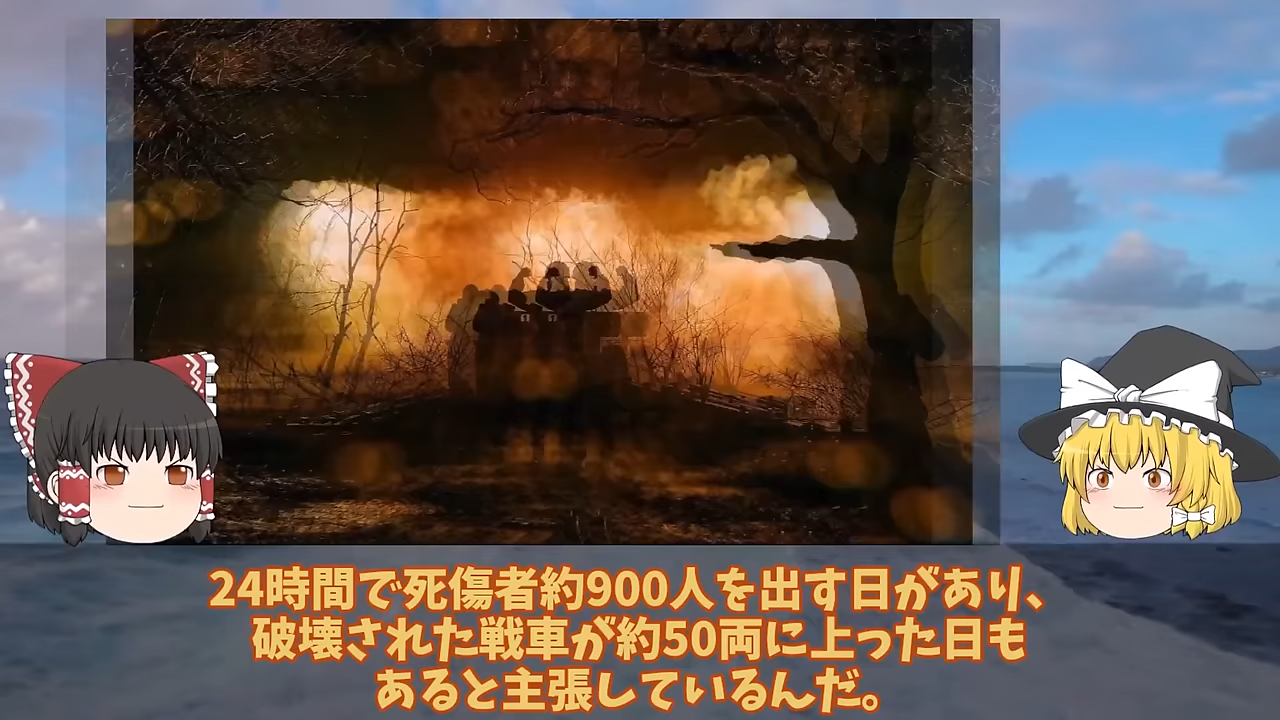 24時間で死傷者約900人を出す日があり、
破壊された戦車が約50両に上った日も
あると主張しているんだ。